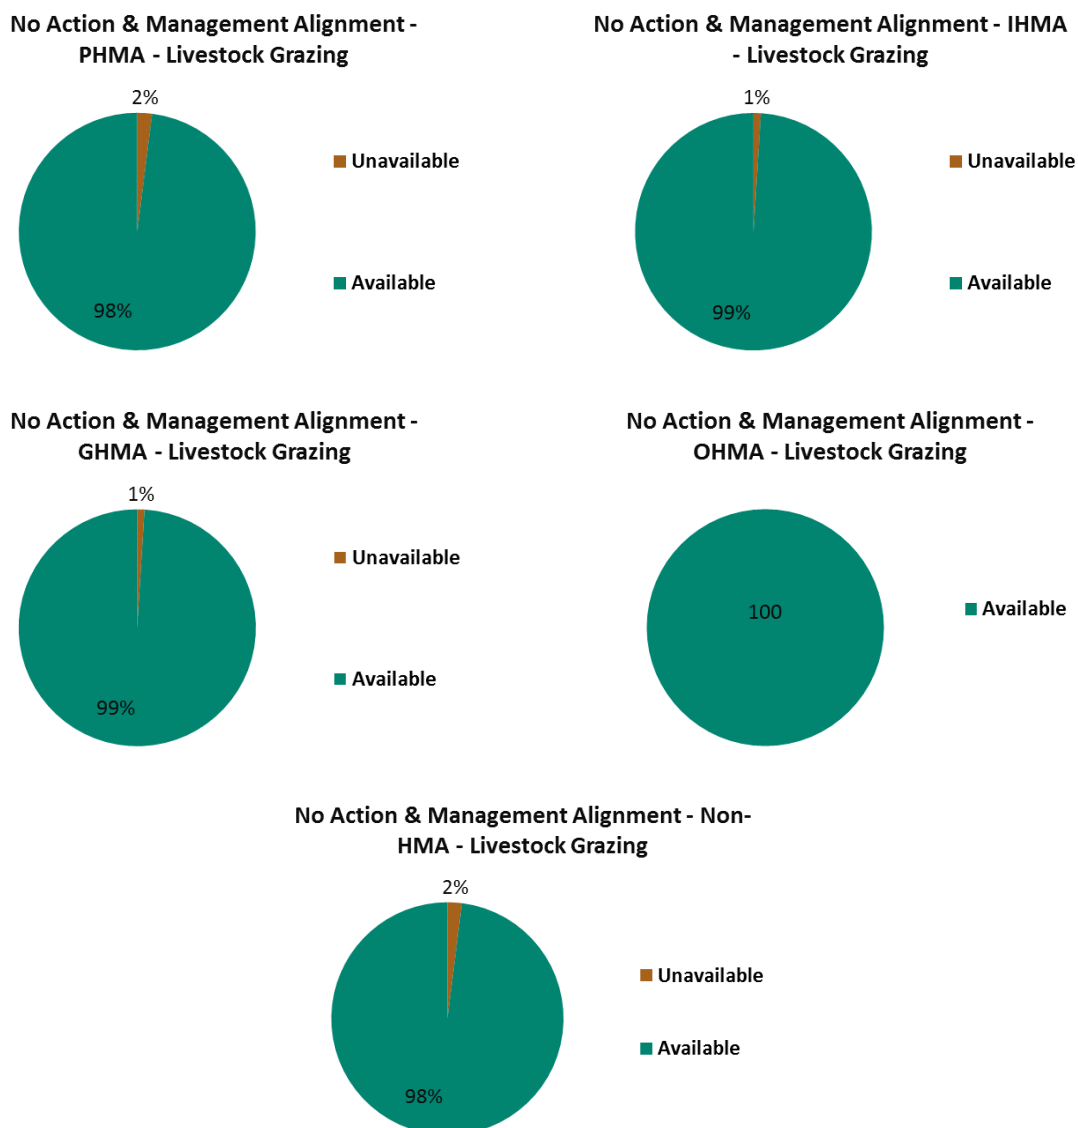 No Action & Management Alignment -
PHMA - Livestock Grazing
2%
Unavailable
Available
98%
No Action & Management Alignment - IHMA
- Livestock Grazing
1%
Unavailable
Available
99%
No Action & Management Alignment -
GHMA - Livestock Grazing
1%
Unavailable
Available
99%
No Action & Management Alignment -
OHMA - Livestock Grazing
100
Available
No Action & Management Alignment - Non-
HMA - Livestock Grazing
2%
Unavailable
Available
98%